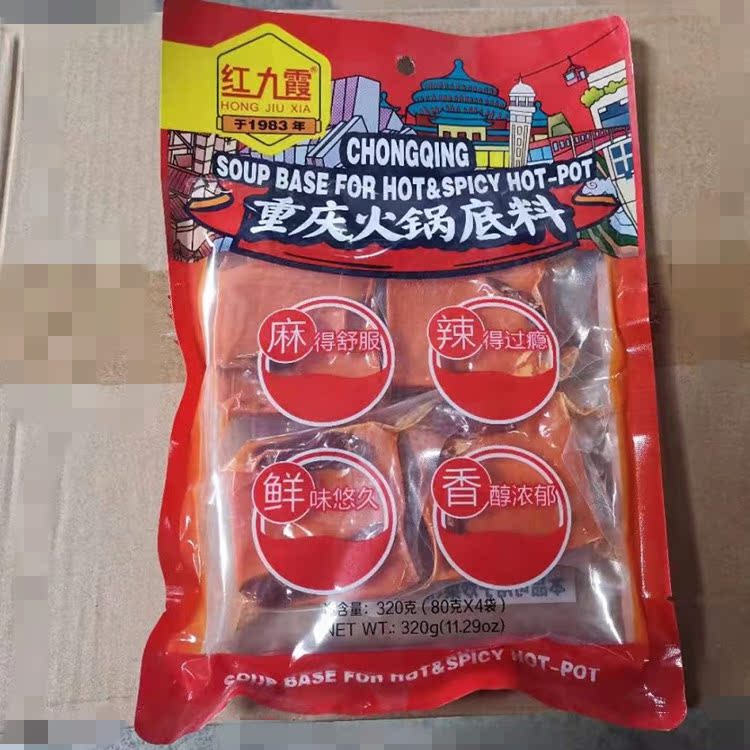 红九霞®
HONG JIU XIA
于1983年
CHONGQING
SOUP BASE FOR HOT&SPICY HOT-POT
重庆火锅底料
麻得舒服
辣得过瘾
鲜味悠久
香醇浓郁
含量：320克（80克X4袋）
NET WT.: 320g(11.29oz)
SOUP BASE FOR HOT&SPICY HOT-POT